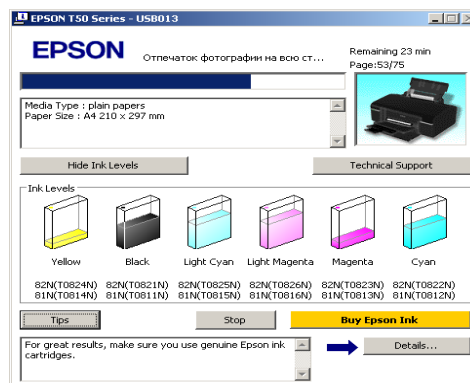 EPSON T50 Series - USB013
EPSON
Отпечаток фотографии на всю ст...
Remaining 23 min
Page:53/75
Media Type : plain papers
Paper Size : A4 210 x 297 mm
Hide Ink Levels
Technical Support
Ink Levels
Yellow
Black
Light Cyan
Light Magenta
Magenta
Cyan
82N(T0824N) 82N(T0821N) 82N(T0825N) 82N(T0826N) 82N(T0823N) 82N(T0822N)
81N(T0814N) 81N(T0811N) 81N(T0815N) 81N(T0816N) 81N(T0813N) 81N(T0812N)
Tips
Stop
Buy Epson Ink
For great results, make sure you use genuine Epson ink
cartridges.
Details...